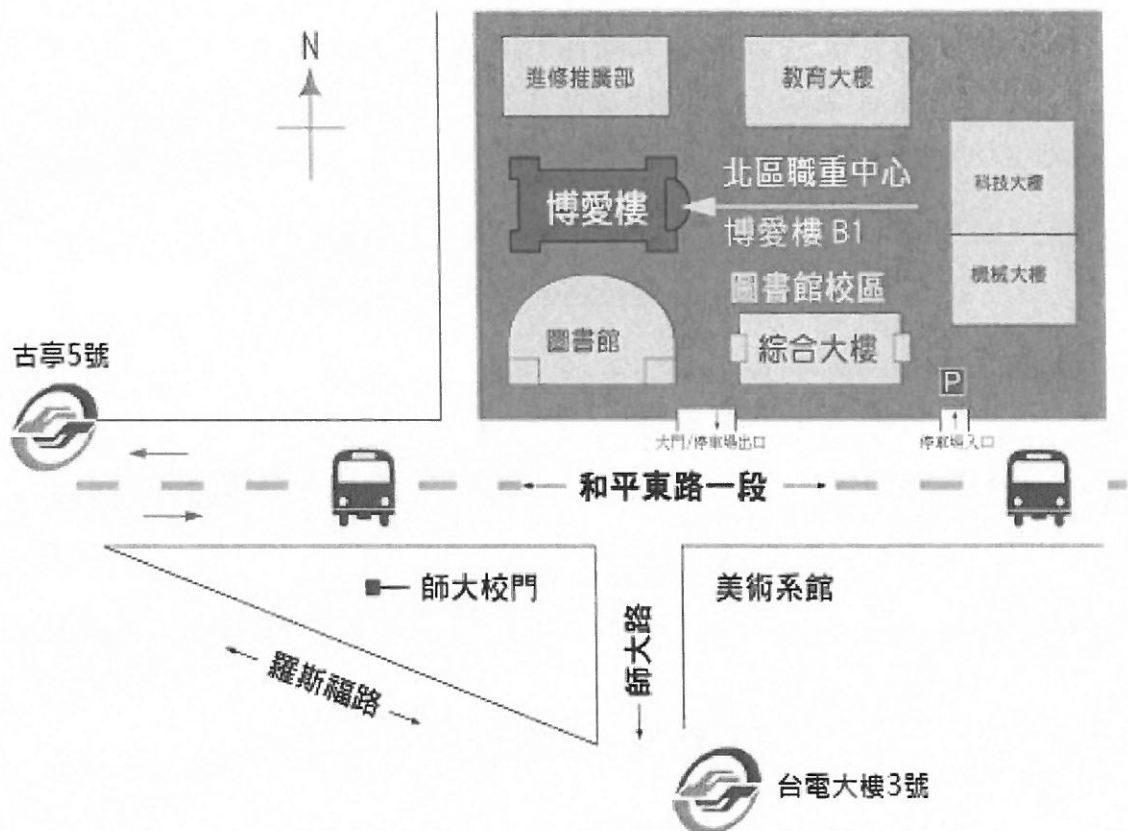 N
進修推廣部
教育大樓
科技大樓
北區職重中心
博愛樓
博愛樓 B1
機械大樓
圖書館校區
圖書館
綜合大樓
古亭5號
P
大門/停車場出口
停車場入口
和平東路一段
師大校門
美術系館
師大路
羅斯福路
台電大樓3號